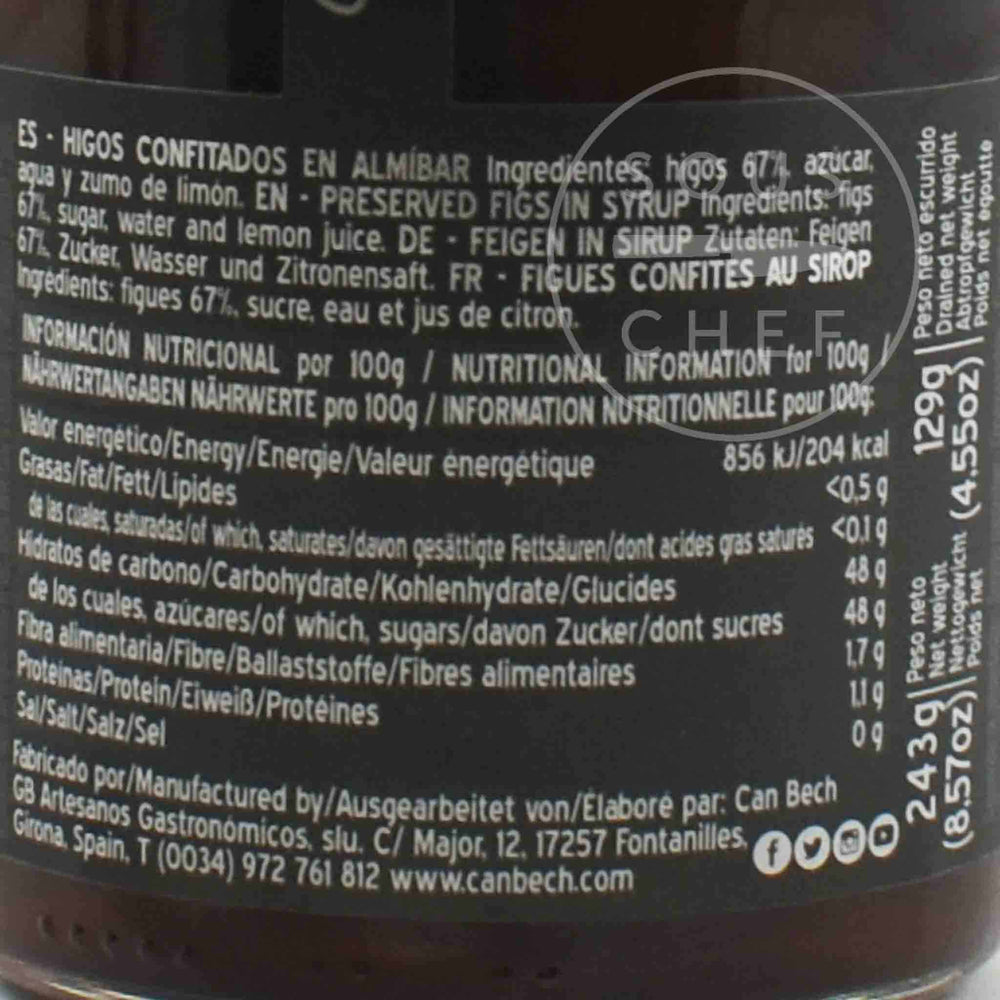 ES - HIGOS CONFITADOS EN ALMÍBAR Ingredientes: higos 67%, azúcar,
agua y zumo de limón. EN - PRESERVED FIGS IN SYRUP Ingredients: figs
67%, sugar, water and lemon juice. DE - FEIGEN IN SIRUP Zutaten: Feigen
67%, Zucker, Wasser und Zitronensaft. FR - FIGUES CONFITES AU SIROP
Ingrédients: figues 67%, sucre, eau et jus de citron.
INFORMACIÓN NUTRICIONAL por 100g / NUTRITIONAL INFORMATION for 100g /
NÄHRWERTANGABEN NÄHRWERTE pro 100g / INFORMATION NUTRITIONNELLE pour 100g:
Valor energético/Energy/Energie/Valeur énergétique 856 kJ/204 kcal
Grasas/Fat/Fett/Lipides <0,5 g
de las cuales, saturadas/of which, saturates/davon gesättigte Fettsäuren/dont acides gras saturés <0,1 g
Hidratos de carbono/Carbohydrate/Kohlenhydrate/Glucides 48 g
de los cuales, azúcares/of which, sugars/davon Zucker/dont sucres 48 g
Fibra alimentaria/Fibre/Ballaststoffe/Fibres alimentaires 1,7 g
Proteínas/Protein/Eiweiß/Protéines 1,1 g
Sal/Salt/Salz/Sel 0 g
Fabricado por/Manufactured by/Ausgearbeitet von/Élaboré par: Can Bech
GB Artesanos Gastronómicos, slu. C/ Major, 12, 17257 Fontanilles,
Girona, Spain, T (0034) 972 761 812 www.canbech.com
243g
(8.57oz)
Peso neto
Net weight
Nettogewicht
Poids net
129g
(4.55oz)
Peso neto escurrido
Drained net weight
Abtropfgewicht
Poids net égoutté
SOUS
CHEF